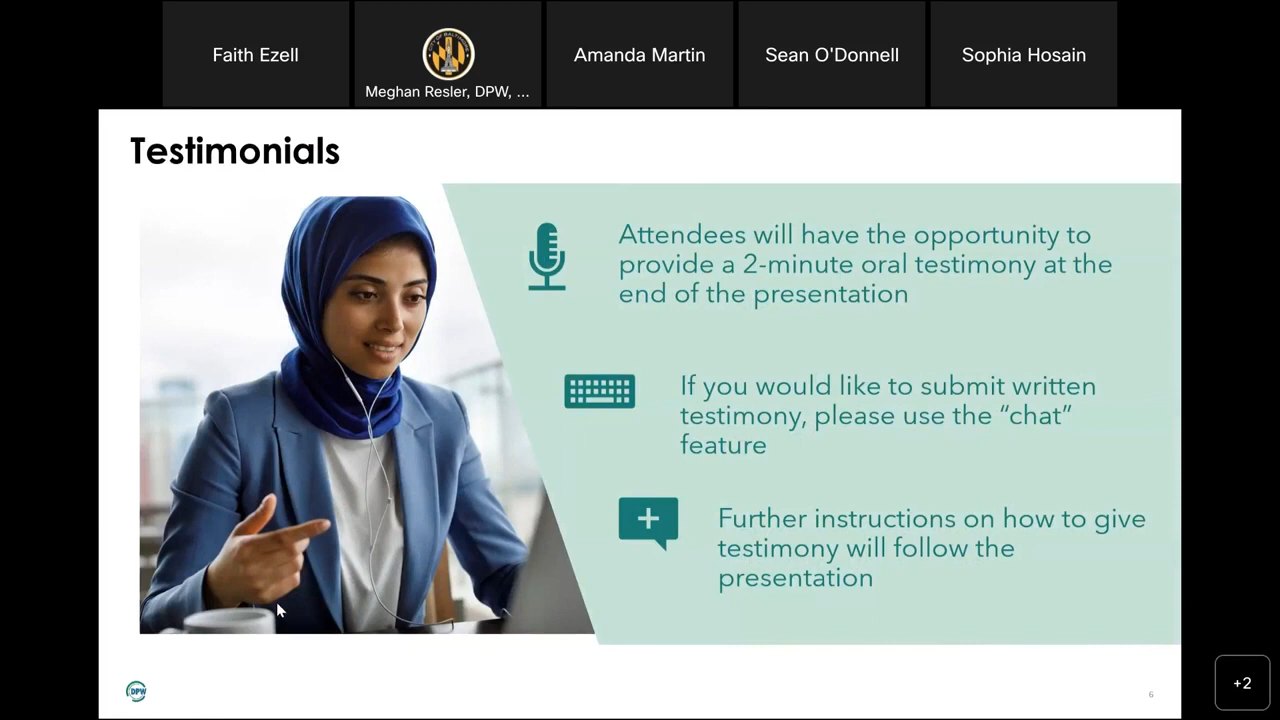 Faith Ezell
Meghan Resler, DPW, ...
Amanda Martin
Sean O'Donnell
Sophia Hosain
Testimonials
Attendees will have the opportunity to
provide a 2-minute oral testimony at the
end of the presentation
If you would like to submit written
testimony, please use the “chat”
feature
Further instructions on how to give
testimony will follow the
presentation
DPW
6
+2